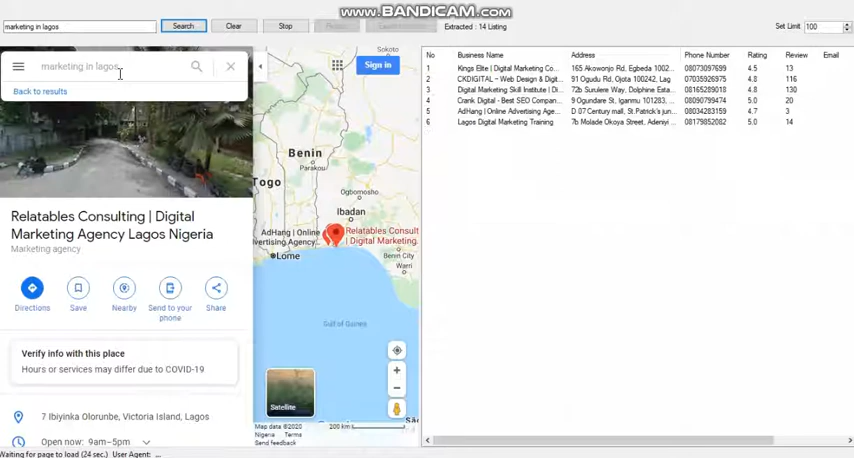 www.BANDICAM.com
marketing in lagos
Search
Clear
Stop
Extracted : 14 Listing
Set Limit
100
marketing in lagos
Back to results
Sign in
Relatables Consulting | Digital
Marketing Agency Lagos Nigeria
Marketing agency
Directions
Save
Nearby
Send to your
phone
Share
Verify info with this place
Hours or services may differ due to COVID-19
7 Ibiyinka Olorunbe, Victoria Island, Lagos
Open now: 9am–5pm
Waiting for page to load (24 sec.) User Agent: ...
Sokoto
Benin
Parakou
Togo
Ogbomosho
Ibadan
AdHang | Online
Advertising Agency...
Relatables Consult
| Digital Marketing.
Lome
Benin City
Warri
Gulf of Guinea
Satellite
Map data ©2020
200 km
Nigeria Terms
Send feedback
No Business Name Address Phone Number Rating Review Email
1 Kings Elite | Digital Marketing Co... 165 Akowonjo Rd, Egbeda 1002... 08073097699 4.5 13
2 CKDIGITAL – Web Design & Digit... 91 Ogudu Rd, Ojota 100242, Lag 07035926975 4.8 116
3 Digital Marketing Skill Institute | Di... 72b Surulere Way, Dolphine Esta... 08165289018 4.8 130
4 Crank Digital - Best SEO Compan... 9 Ogundare St, Iganmu 101283, ... 08090799474 5.0 20
5 AdHang | Online Advertising Age... D 07 Century mall, St.Patrick's jun... 08034283159 4.7 3
6 Lagos Digital Marketing Training 7b Molade Okoya Street, Adeniyi ... 08179852082 5.0 14